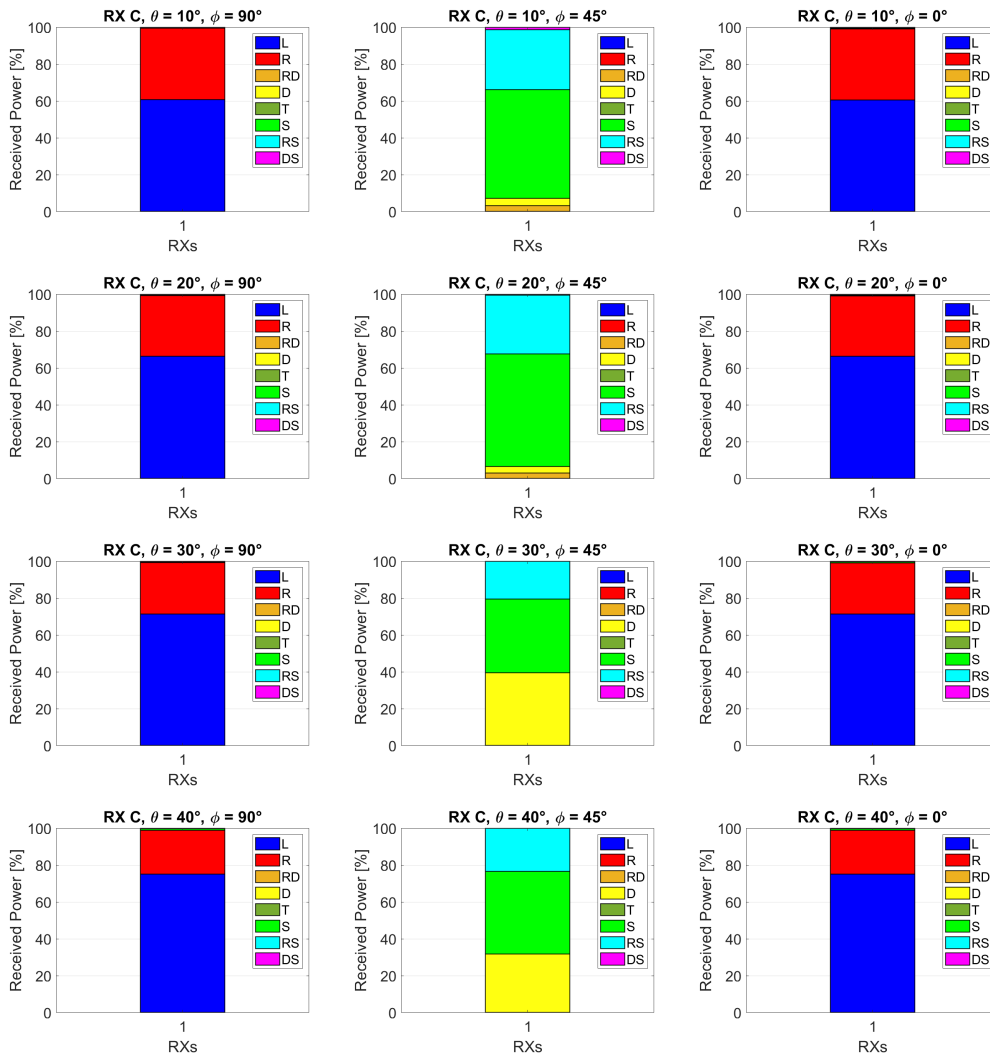 RX C, θ = 10°, ϕ = 90°
Received Power [%]
100
80
60
40
20
0
1
RXs
L
R
RD
D
T
S
RS
DS
RX C, θ = 10°, ϕ = 45°
Received Power [%]
100
80
60
40
20
0
1
RXs
L
R
RD
D
T
S
RS
DS
RX C, θ = 10°, ϕ = 0°
Received Power [%]
100
80
60
40
20
0
1
RXs
L
R
RD
D
T
S
RS
DS
RX C, θ = 20°, ϕ = 90°
Received Power [%]
100
80
60
40
20
0
1
RXs
L
R
RD
D
T
S
RS
DS
RX C, θ = 20°, ϕ = 45°
Received Power [%]
100
80
60
40
20
0
1
RXs
L
R
RD
D
T
S
RS
DS
RX C, θ = 20°, ϕ = 0°
Received Power [%]
100
80
60
40
20
0
1
RXs
L
R
RD
D
T
S
RS
DS
RX C, θ = 30°, ϕ = 90°
Received Power [%]
100
80
60
40
20
0
1
RXs
L
R
RD
D
T
S
RS
DS
RX C, θ = 30°, ϕ = 45°
Received Power [%]
100
80
60
40
20
0
1
RXs
L
R
RD
D
T
S
RS
DS
RX C, θ = 30°, ϕ = 0°
Received Power [%]
100
80
60
40
20
0
1
RXs
L
R
RD
D
T
S
RS
DS
RX C, θ = 40°, ϕ = 90°
Received Power [%]
100
80
60
40
20
0
1
RXs
L
R
RD
D
T
S
RS
DS
RX C, θ = 40°, ϕ = 45°
Received Power [%]
100
80
60
40
20
0
1
RXs
L
R
RD
D
T
S
RS
DS
RX C, θ = 40°, ϕ = 0°
Received Power [%]
100
80
60
40
20
0
1
RXs
L
R
RD
D
T
S
RS
DS